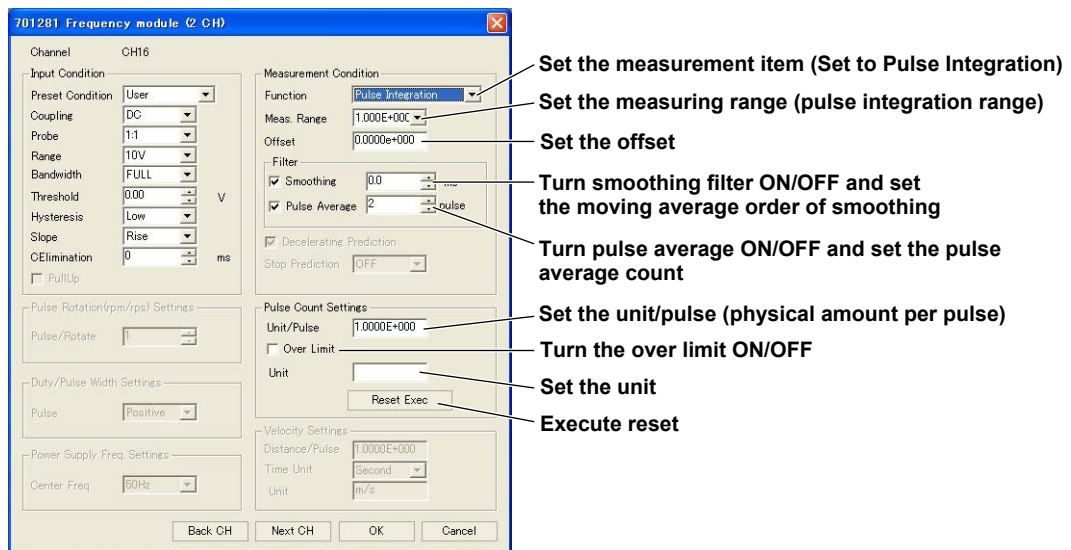 701281 Frequency module (2 CH)
Channel CH16
Input Condition
Preset Condition User
Coupling DC
Probe 1:1
Range 10V
Bandwidth FULL
Threshold 0.00 V
Hysteresis Low
Slope Rise
CElimination 0 ms
PullUp
Pulse Rotation(rpm/rps) Settings
Pulse/Rotate 1
Duty/Pulse Width Settings
Pulse Positive
Power Supply Freq. Settings
Center Freq 50Hz
Measurement Condition
Function Pulse Integration
Meas. Range 1.000E+000
Offset 0.0000e+000
Filter
Smoothing 0.0 ms
Pulse Average 2 pulse
Decelerating Prediction
Stop Prediction OFF
Pulse Count Settings
Unit/Pulse 1.0000E+000
Over Limit
Unit
Reset Exec
Velocity Settings
Distance/Pulse 1.0000E+000
Time Unit Second
Unit m/s
Back CH Next CH OK Cancel
Set the measurement item (Set to Pulse Integration)
Set the measuring range (pulse integration range)
Set the offset
Turn smoothing filter ON/OFF and set
the moving average order of smoothing
Turn pulse average ON/OFF and set the pulse
average count
Set the unit/pulse (physical amount per pulse)
Turn the over limit ON/OFF
Set the unit
Execute reset